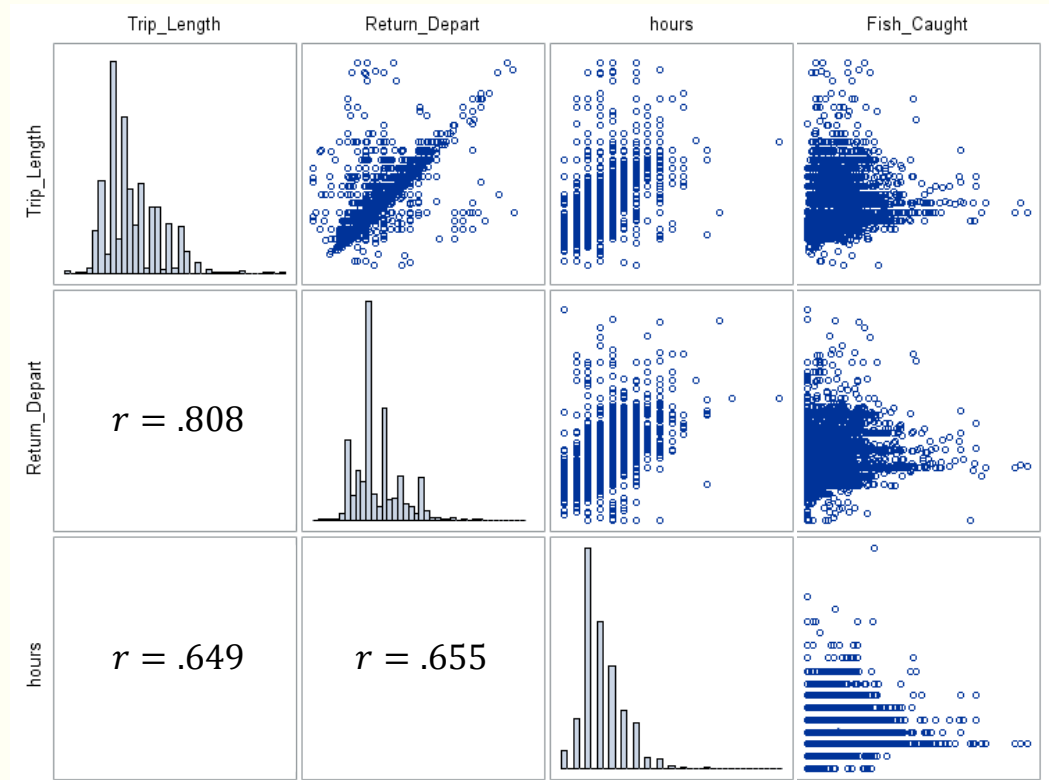 Trip_Length Return_Depart hours Fish_Caught
Trip_Length
Return_Depart
r = .808
hours
r = .649 r = .655